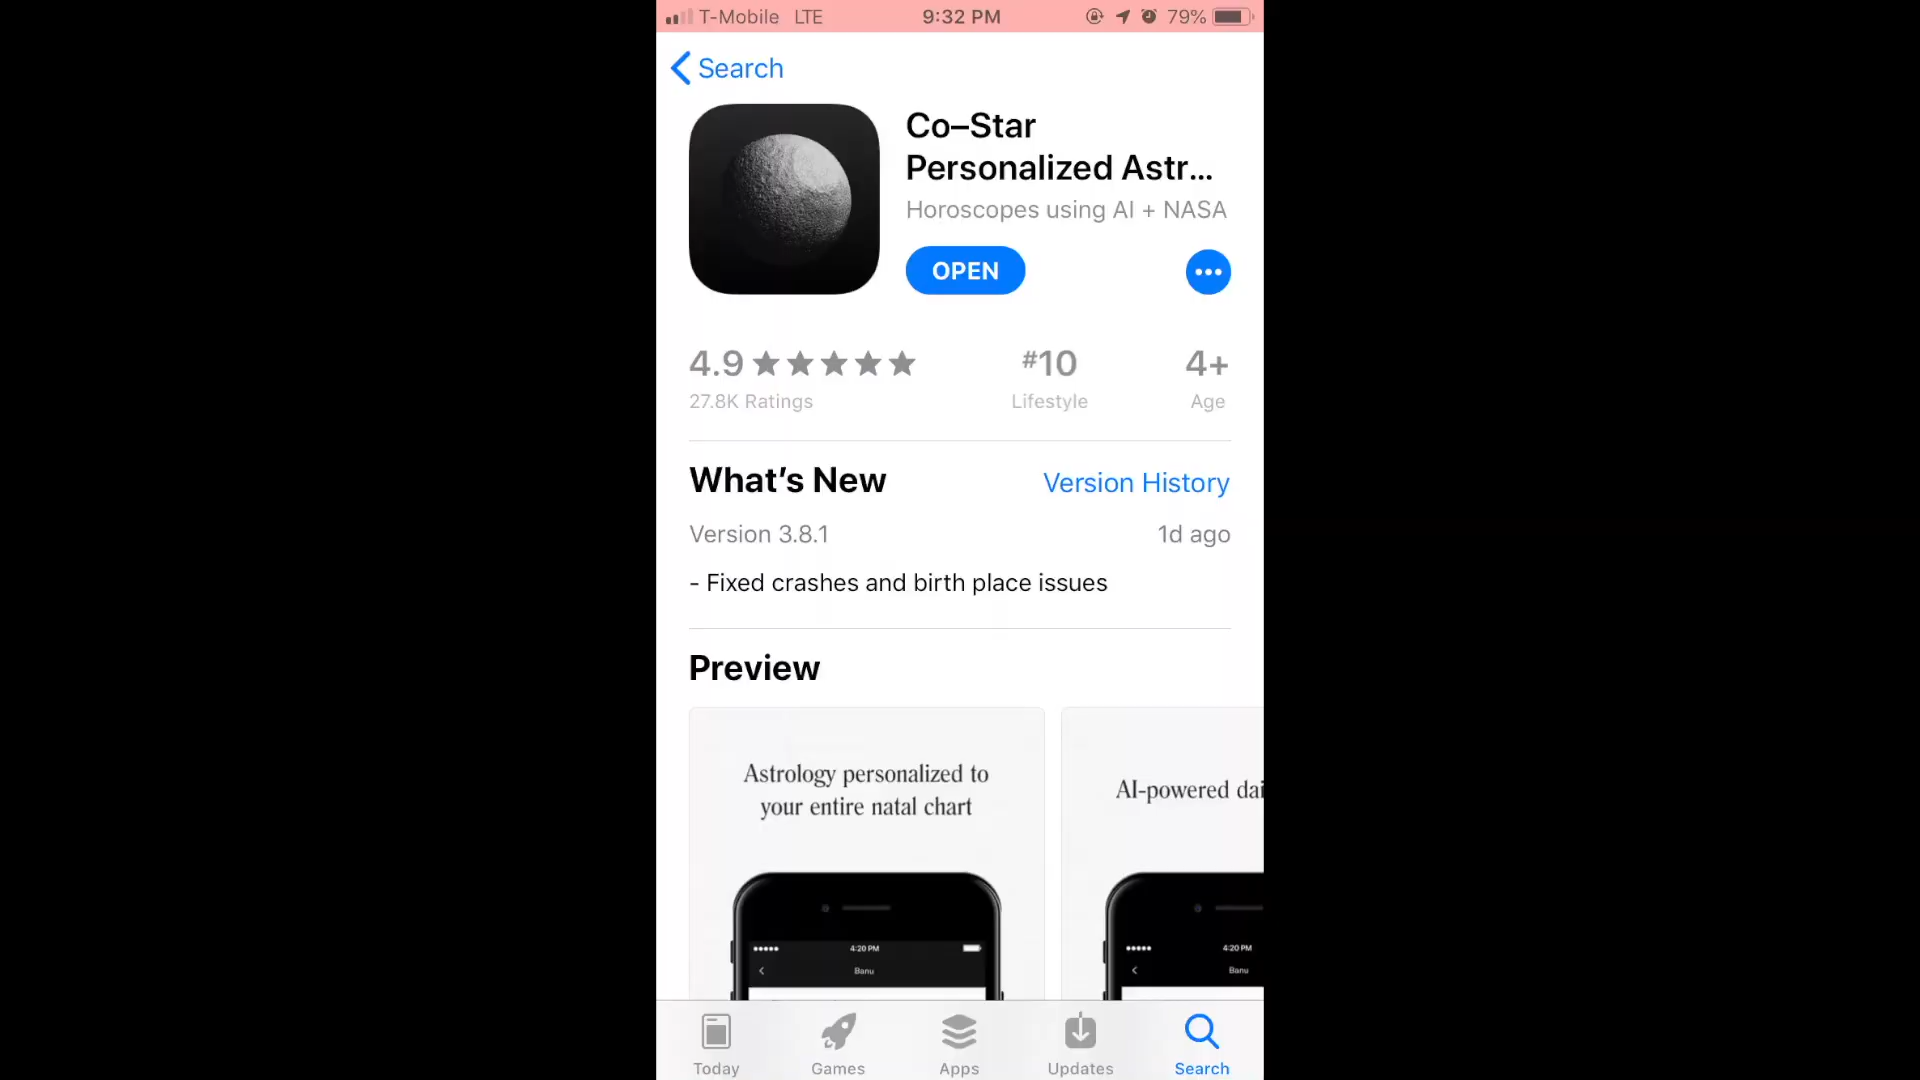 T-Mobile LTE 9:32 PM 79%
Search
Co–Star
Personalized Astr...
Horoscopes using AI + NASA
OPEN
4.9 #10 4+
27.8K Ratings Lifestyle Age
What's New Version History
Version 3.8.1 1d ago
- Fixed crashes and birth place issues
Preview
Astrology personalized to
your entire natal chart
AI-powered dai
4:20 PM 4:20 PM
Banu Banu
Today Games Apps Updates Search